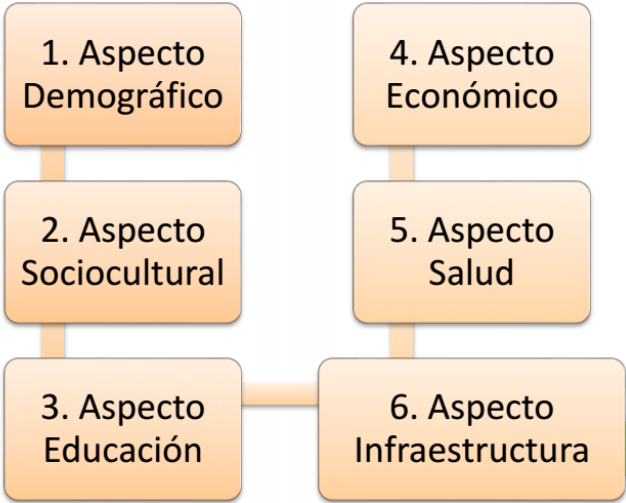 1. Aspecto
Demográfico
2. Aspecto
Sociocultural
3. Aspecto
Educación
4. Aspecto
Económico
5. Aspecto
Salud
6. Aspecto
Infraestructura